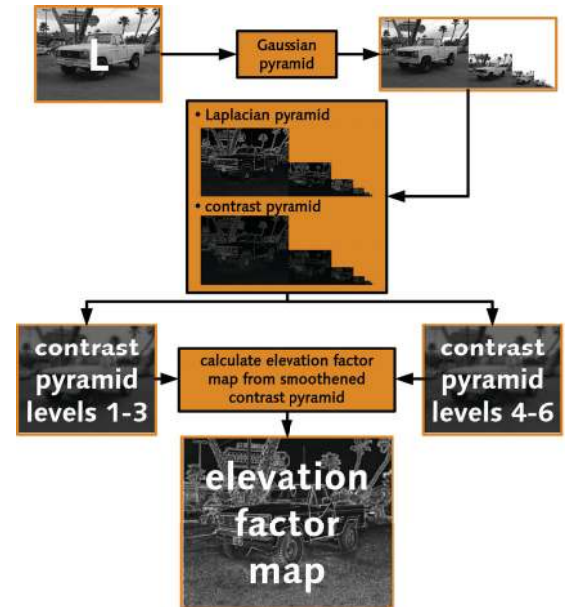 L
Gaussian
pyramid
• Laplacian pyramid
• contrast pyramid
contrast
pyramid
levels 1-3
calculate elevation factor
map from smoothened
contrast pyramid
contrast
pyramid
levels 4-6
elevation
factor
map